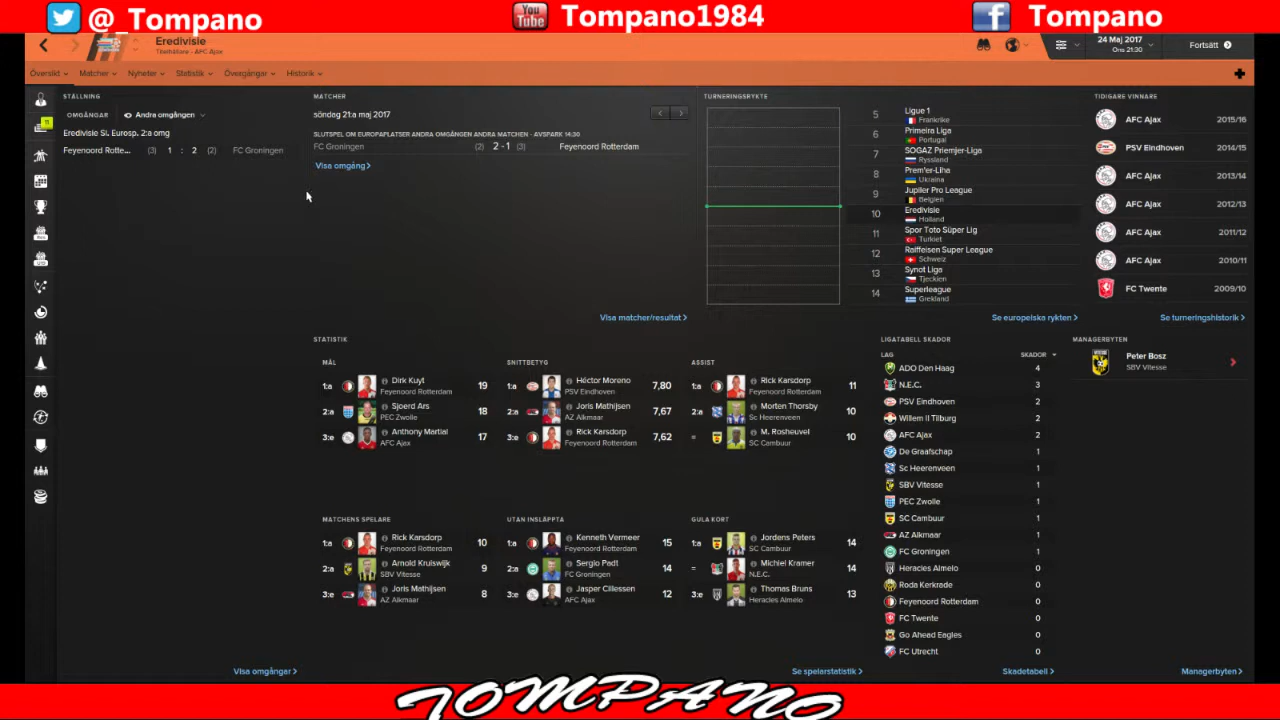 @_Tompano
You Tube
Tompano1984
Tompano
Eredivisie
Titelhållare - AFC Ajax
24 Maj 2017
Ons 21:30
Fortsätt
Översikt
Matcher
Nyheter
Statistik
Övergångar
Historik
STÄLLNING
OMGÅNGAR
Andra omgången
Eredivisie Sl. Eurosp. 2:a omg
Feyenoord Rotte... (3) 1 : 2 (2) FC Groningen
Visa omgångar
MATCHER
söndag 21:a maj 2017
SLUTSPEL OM EUROPAPLATSER ANDRA OMGÅNGEN ANDRA MATCHEN - AVSPARK 14:30
FC Groningen (2) 2 - 1 (3) Feyenoord Rotterdam
Visa omgång
Visa matcher/resultat
TURNERINGSRYKTE
5 Ligue 1
Frankrike
6 Primeira Liga
Portugal
7 SOGAZ Premjer-Liga
Ryssland
8 Prem'er-Liha
Ukraina
9 Jupiler Pro League
Belgien
10 Eredivisie
Holland
11 Spor Toto Süper Lig
Turkiet
12 Raiffeisen Super League
Schweiz
13 Synot Liga
Tjeckien
14 Superleague
Grekland
Se europeiska rykten
TIDIGARE VINNARE
AFC Ajax 2015/16
PSV Eindhoven 2014/15
AFC Ajax 2013/14
AFC Ajax 2012/13
AFC Ajax 2011/12
AFC Ajax 2010/11
FC Twente 2009/10
Se turneringshistorik
STATISTIK
MÅL
1:a Dirk Kuyt 19
Feyenoord Rotterdam
2:a Sjoerd Ars 18
PEC Zwolle
3:e Anthony Martial 17
AFC Ajax
SNITTBETYG
1:a Héctor Moreno 7,80
PSV Eindhoven
2:a Joris Mathijsen 7,67
AZ Alkmaar
3:e Rick Karsdorp 7,62
Feyenoord Rotterdam
ASSIST
1:a Rick Karsdorp 11
Feyenoord Rotterdam
2:a Morten Thorsby 10
Sc Heerenveen
= M. Rosheuvel 10
SC Cambuur
MATCHENS SPELARE
1:a Rick Karsdorp 10
Feyenoord Rotterdam
2:a Arnold Kruiswijk 9
SBV Vitesse
3:e Joris Mathijsen 8
AZ Alkmaar
UTAN INSLÄPPTA
1:a Kenneth Vermeer 15
Feyenoord Rotterdam
2:a Sergio Padt 14
FC Groningen
3:e Jasper Cillessen 12
AFC Ajax
GULA KORT
1:a Jordens Peters 14
SC Cambuur
= Michiel Kramer 14
N.E.C.
3:e Thomas Bruns 13
Heracles Almelo
Se spelarstatistik
LIGATABELL SKADOR
LAG SKADOR
ADO Den Haag 4
N.E.C. 3
PSV Eindhoven 2
Willem II Tilburg 2
AFC Ajax 2
De Graafschap 1
Sc Heerenveen 1
SBV Vitesse 1
PEC Zwolle 1
SC Cambuur 1
AZ Alkmaar 1
FC Groningen 1
Heracles Almelo 0
Roda Kerkrade 0
Feyenoord Rotterdam 0
FC Twente 0
Go Ahead Eagles 0
FC Utrecht 0
Skadetabell
MANAGERBYTEN
Peter Bosz
SBV Vitesse
Managerbyten
TOMPANO